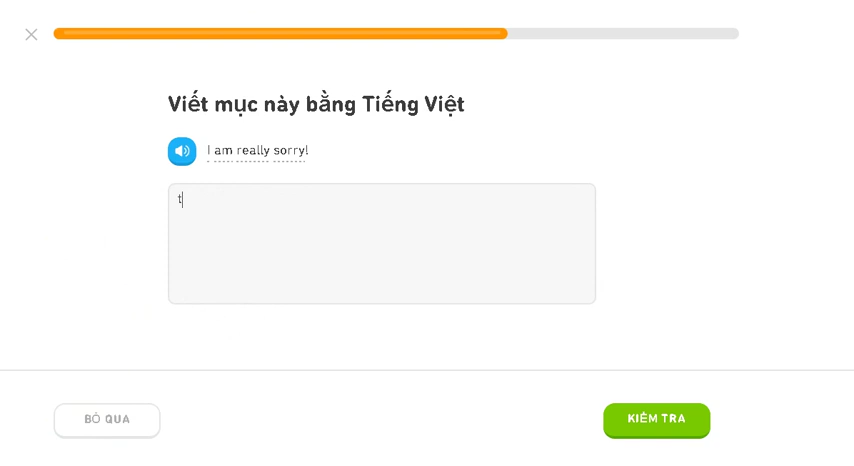 Viết mục này bằng Tiếng Việt
I am really sorry!
t
BỎ QUA
KIỂM TRA